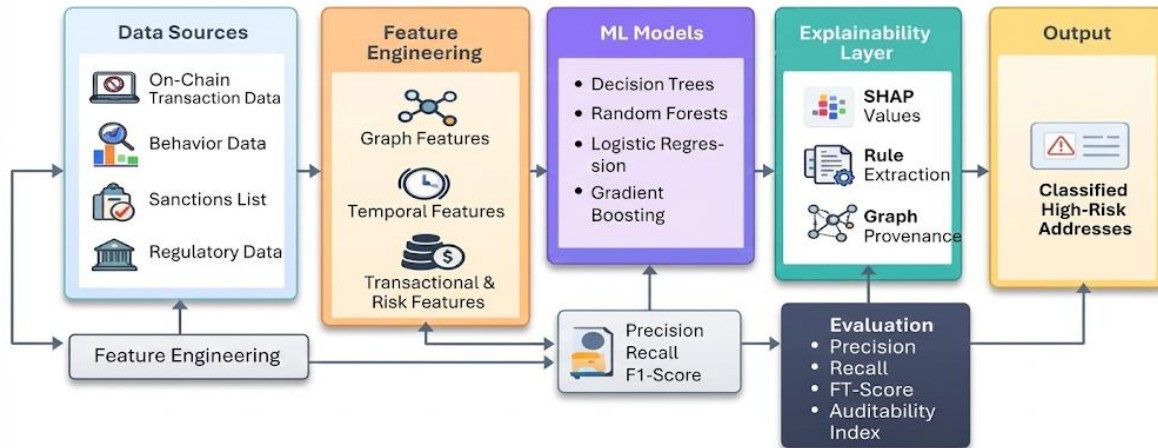 Data Sources
On-Chain
Transaction Data
Behavior Data
Sanctions List
Regulatory Data
Feature
Engineering
Graph Features
Temporal Features
$
Transactional &
Risk Features
ML Models
• Decision Trees
• Random Forests
• Logistic Regres-
sion
• Gradient
Boosting
Explainability
Layer
SHAP
Values
Rule
Extraction
Graph
Provenance
Output
Classified
High-Risk
Addresses
Feature Engineering
Precision
Recall
F1-Score
Evaluation
• Precision
• Recall
• FT-Score
• Auditability
Index